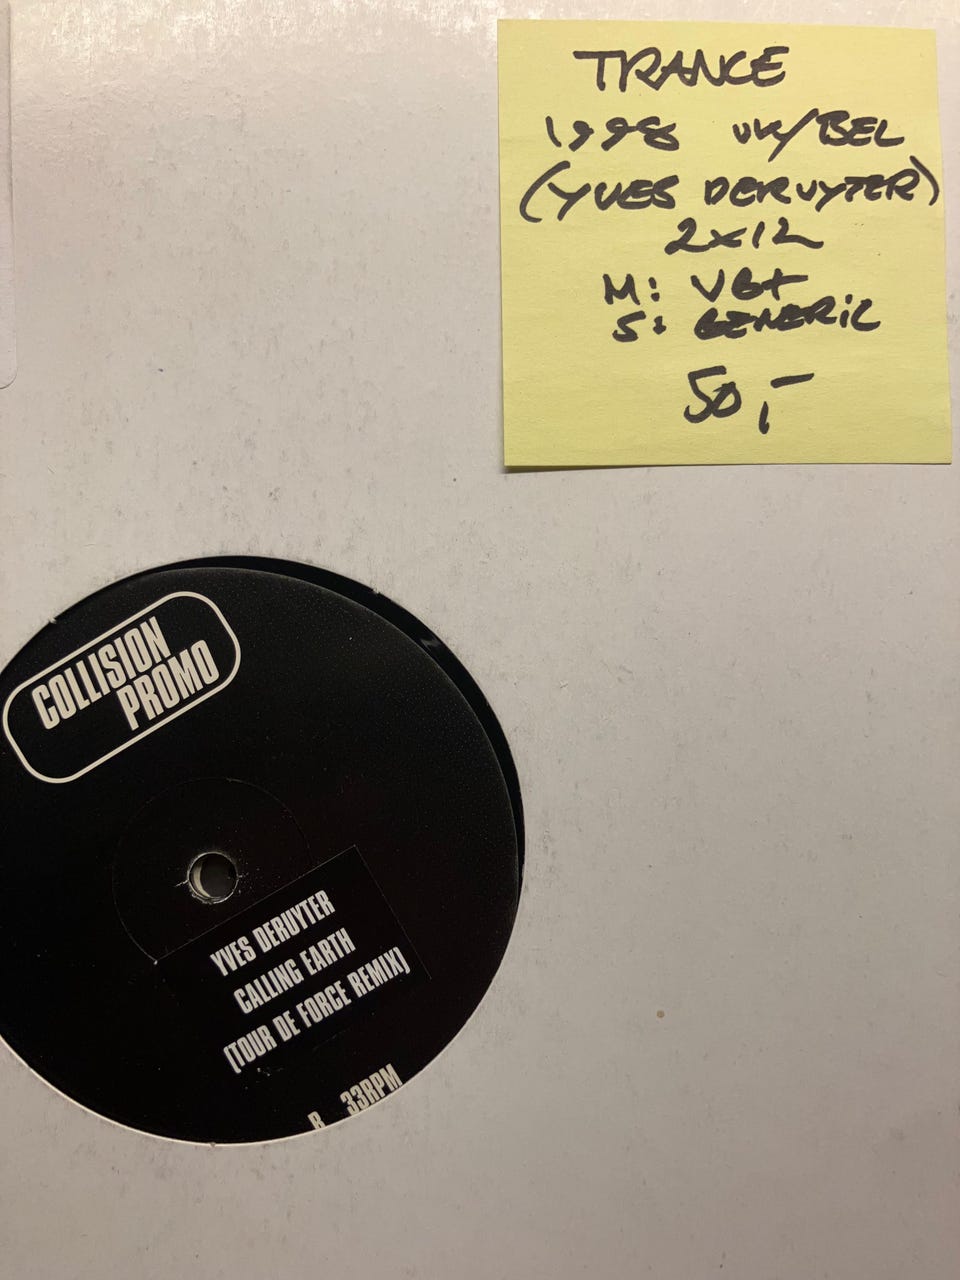 TRANCE
1998 UK/BEL
(YVES DERUYTER)
2x12
M: VG+
S: GENERIC
50,-
COLLISION
PROMO
YVES DERUYTER
CALLING EARTH
(TOUR DE FORCE REMIX)
B 33RPM